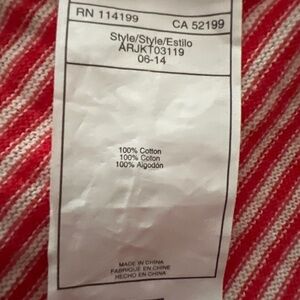 RN 114199 CA 52199
Style/Style/Estilo
ARJKT03119
06-14
100% Cotton
100% Coton
100% Algodón
MADE IN CHINA
FABRIQUE EN CHINE
HECHO EN CHINA